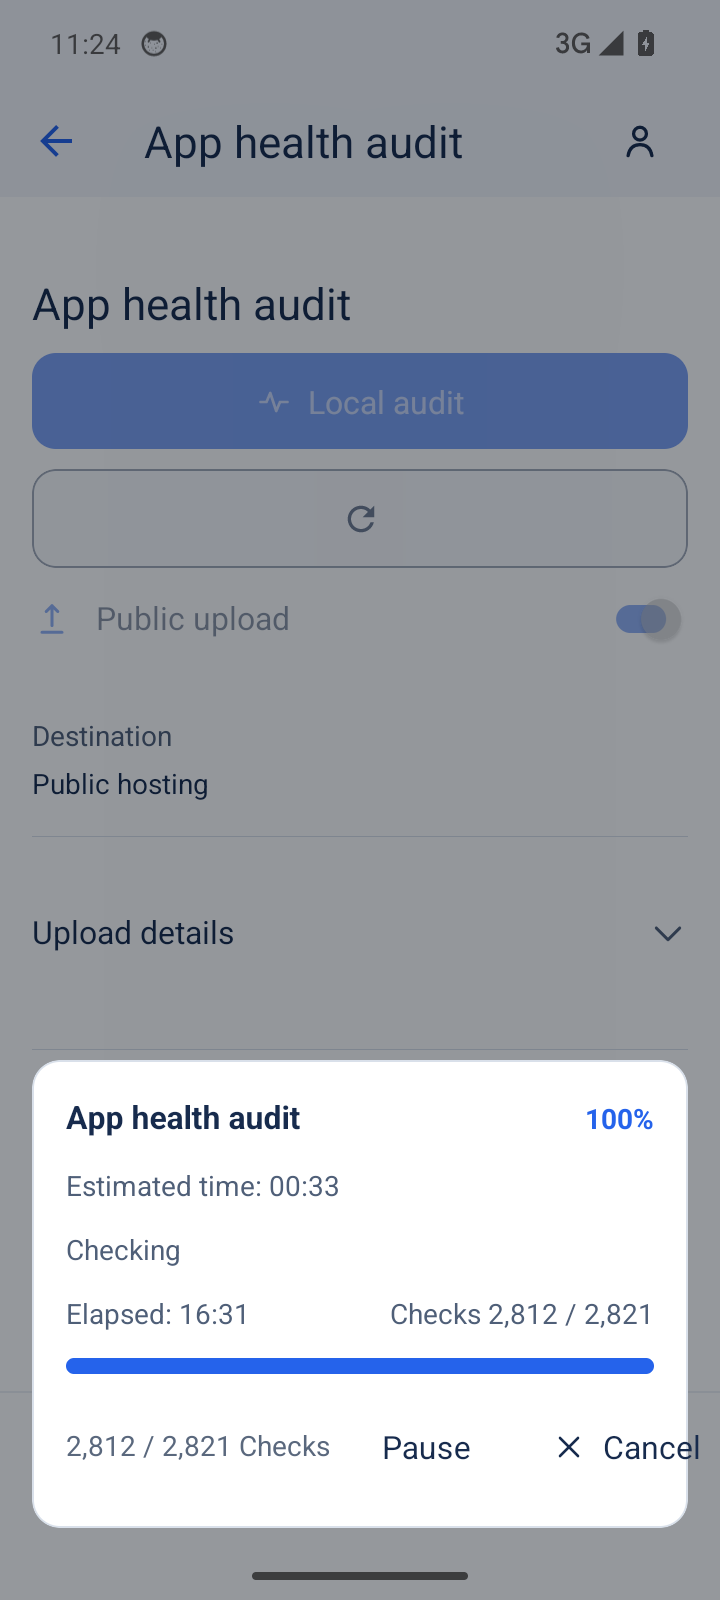 11:24 3G
App health audit
App health audit
Local audit
Public upload
Destination
Public hosting
Upload details
App health audit 100%
Estimated time: 00:33
Checking
Elapsed: 16:31 Checks 2,812 / 2,821
2,812 / 2,821 Checks Pause Cancel